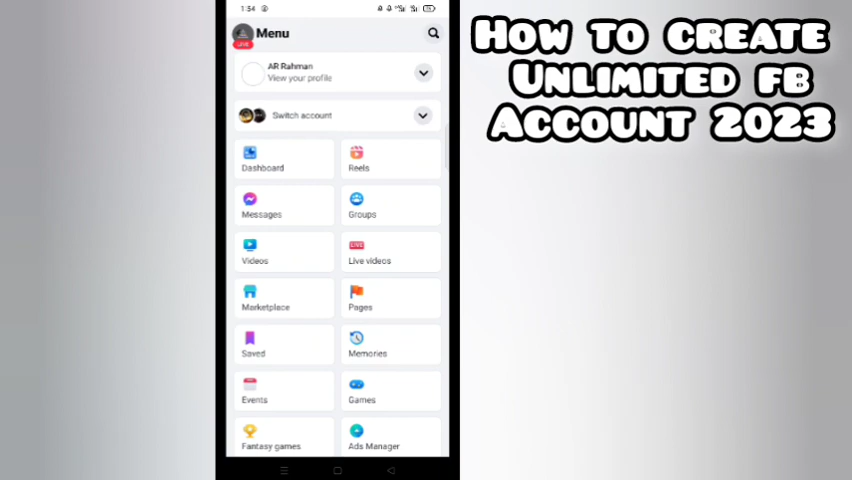 1:54
Menu
LIVE
AR Rahman
View your profile
Switch account
Dashboard
Reels
Messages
Groups
Videos
LIVE
Live videos
Marketplace
Pages
Saved
Memories
Events
Games
Fantasy games
Ads Manager
How to create
Unlimited fb
Account 2023